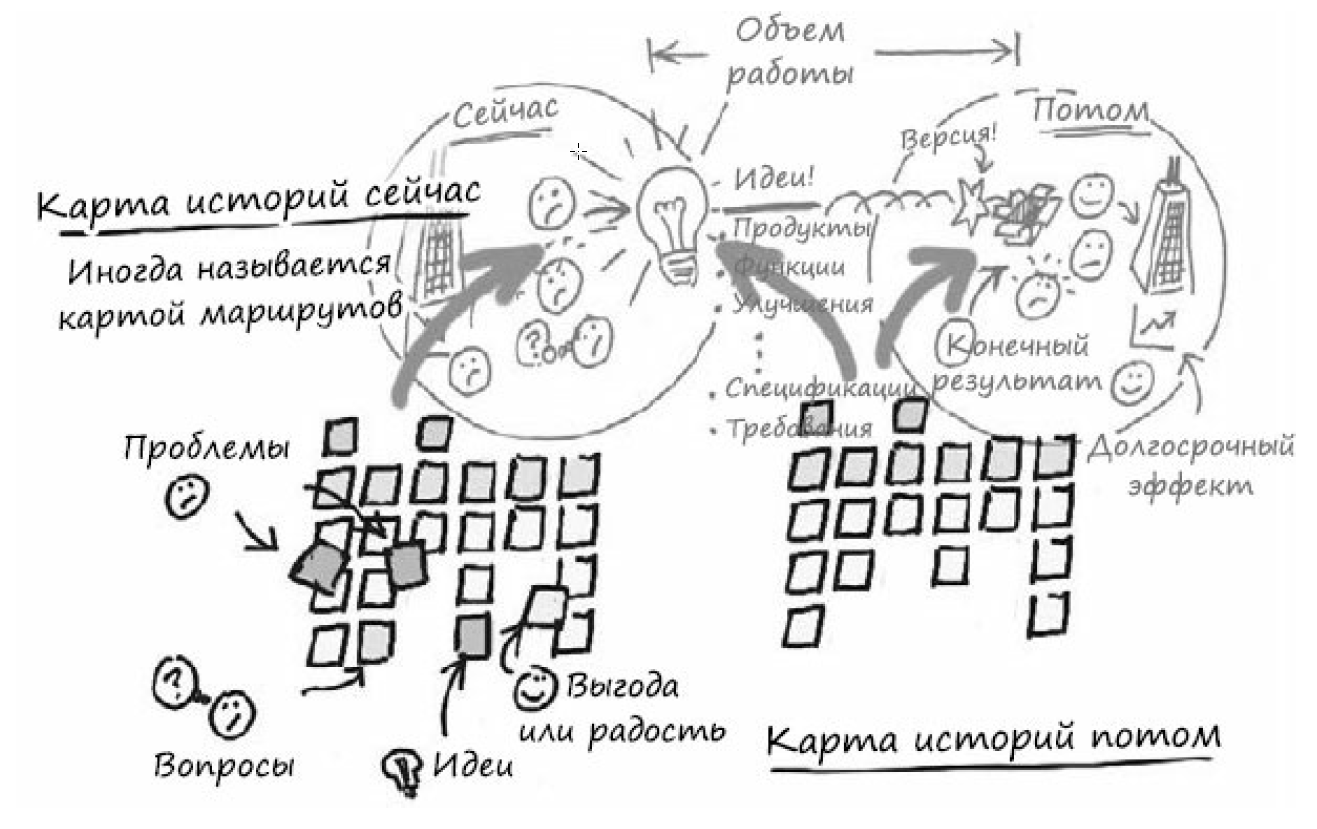 Объем
работы
Сейчас
Потом
Версия!
Карта историй сейчас
Иногда называется
картой маршрутов
Идеи!
· Продукты
· Функции
· Улучшения
· Спецификации
· Требования
Конечный
результат
Долгосрочный
эффект
Проблемы
?
?
Вопросы
Идеи
Выгода
или радость
Карта историй потом